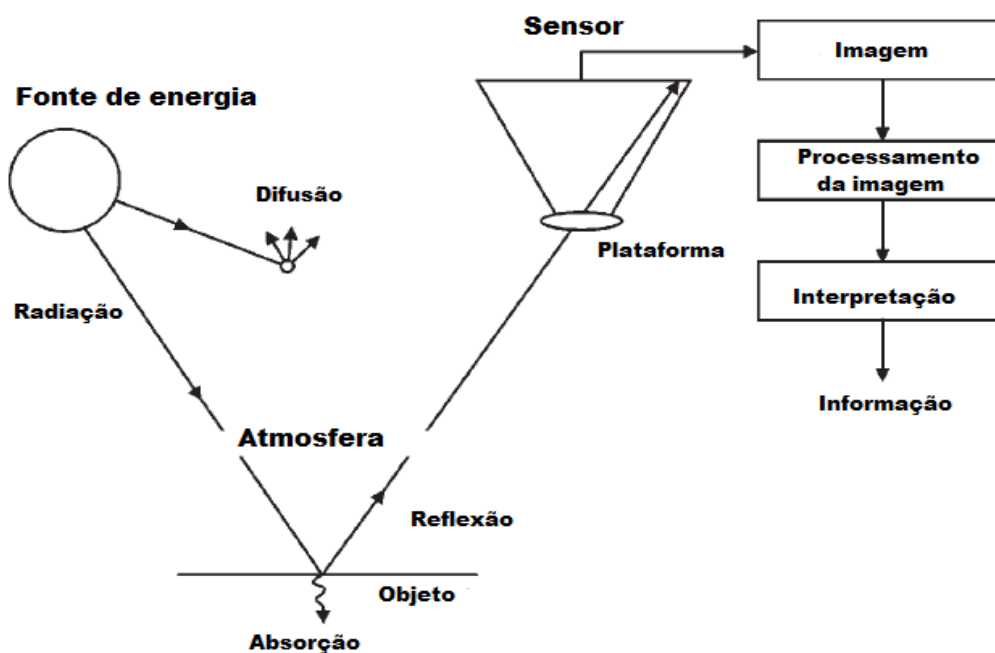 Sensor
Imagem
Fonte de energia
Processamento
da imagem
Difusão
Plataforma
Interpretação
Radiação
Informação
Atmosfera
Reflexão
Objeto
Absorção